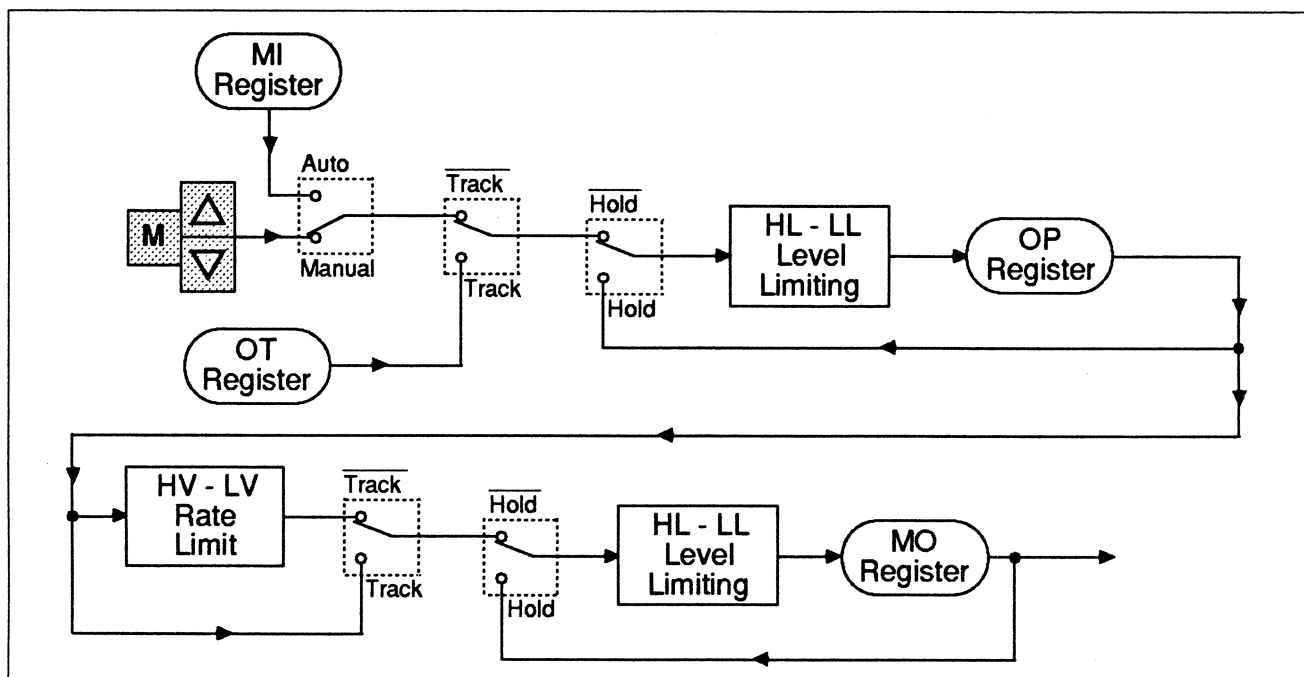 MI
Register
Auto
M
Manual
Track
Track
Hold
Hold
HL - LL
Level
Limiting
OP
Register
OT
Register
HV - LV
Rate
Limit
Track
Track
Hold
Hold
HL - LL
Level
Limiting
MO
Register